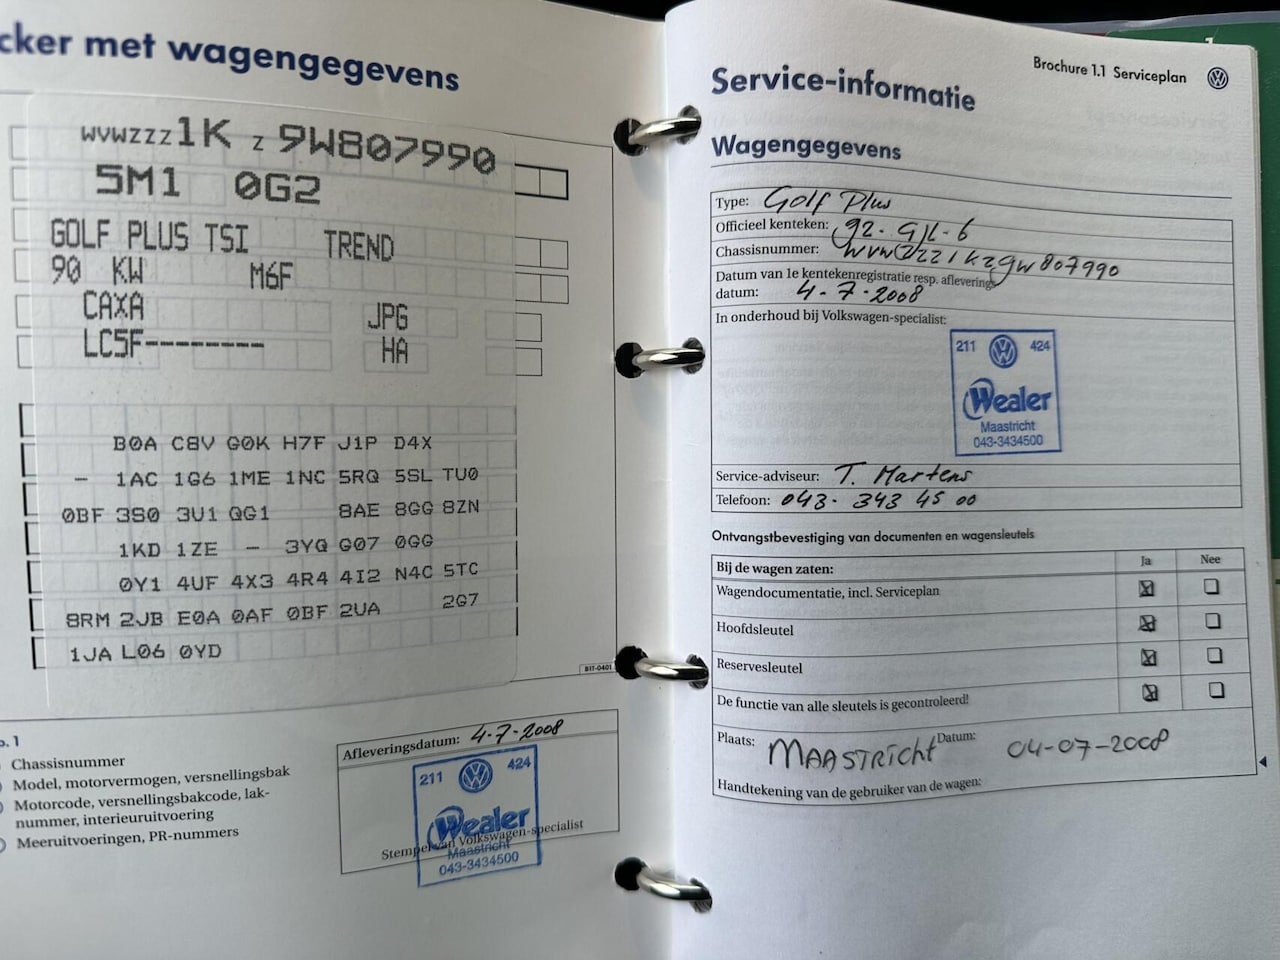 cker met wagengegevens
WVWZZZ1K Z 9W807990
5M1 0G2
GOLF PLUS TSI TREND
90 KW M6F
CAXA JPG
LC5F-------- HA
B0A C8V G0K H7F J1P D4X
- 1AC 1G6 1ME 1NC 5RQ 5SL TU0
0BF 3S0 3U1 QG1 8AE 8GG 8ZN
1KD 1ZE - 3YQ G07 0GG
0Y1 4UF 4X3 4R4 4I2 N4C 5TC
8RM 2JB E0A 0AF 0BF 2UA 2G7
1JA L06 0YD
B1T-0401
b. 1
Chassisnummer
Model, motorvermogen, versnellingsbak
Motorcode, versnellingsbakcode, lak-
nummer, interieuruitvoering
Meeruitvoeringen, PR-nummers
Afleveringsdatum: 4-7-2008
211 424
Wealer
Stempel van Volkswagen-specialist
Maastricht
043-3434500
Brochure 1.1 Serviceplan
Service-informatie
Wagengegevens
Type: Golf Plus
Officieel kenteken: 92-GJL-6
Chassisnummer: WVWZZZ1KZ9W807990
Datum van 1e kentekenregistratie resp. aflevering
datum: 4-7-2008
In onderhoud bij Volkswagen-specialist:
211 424
Wealer
Maastricht
043-3434500
Service-adviseur: T. Martens
Telefoon: 043- 343 45 00
Ontvangstbevestiging van documenten en wagensleutels
Bij de wagen zaten: Ja Nee
Wagendocumentatie, incl. Serviceplan
Hoofdsleutel
Reservesleutel
De functie van alle sleutels is gecontroleerd!
Plaats: MAASTRICHT Datum: 04-07-2008
Handtekening van de gebruiker van de wagen: